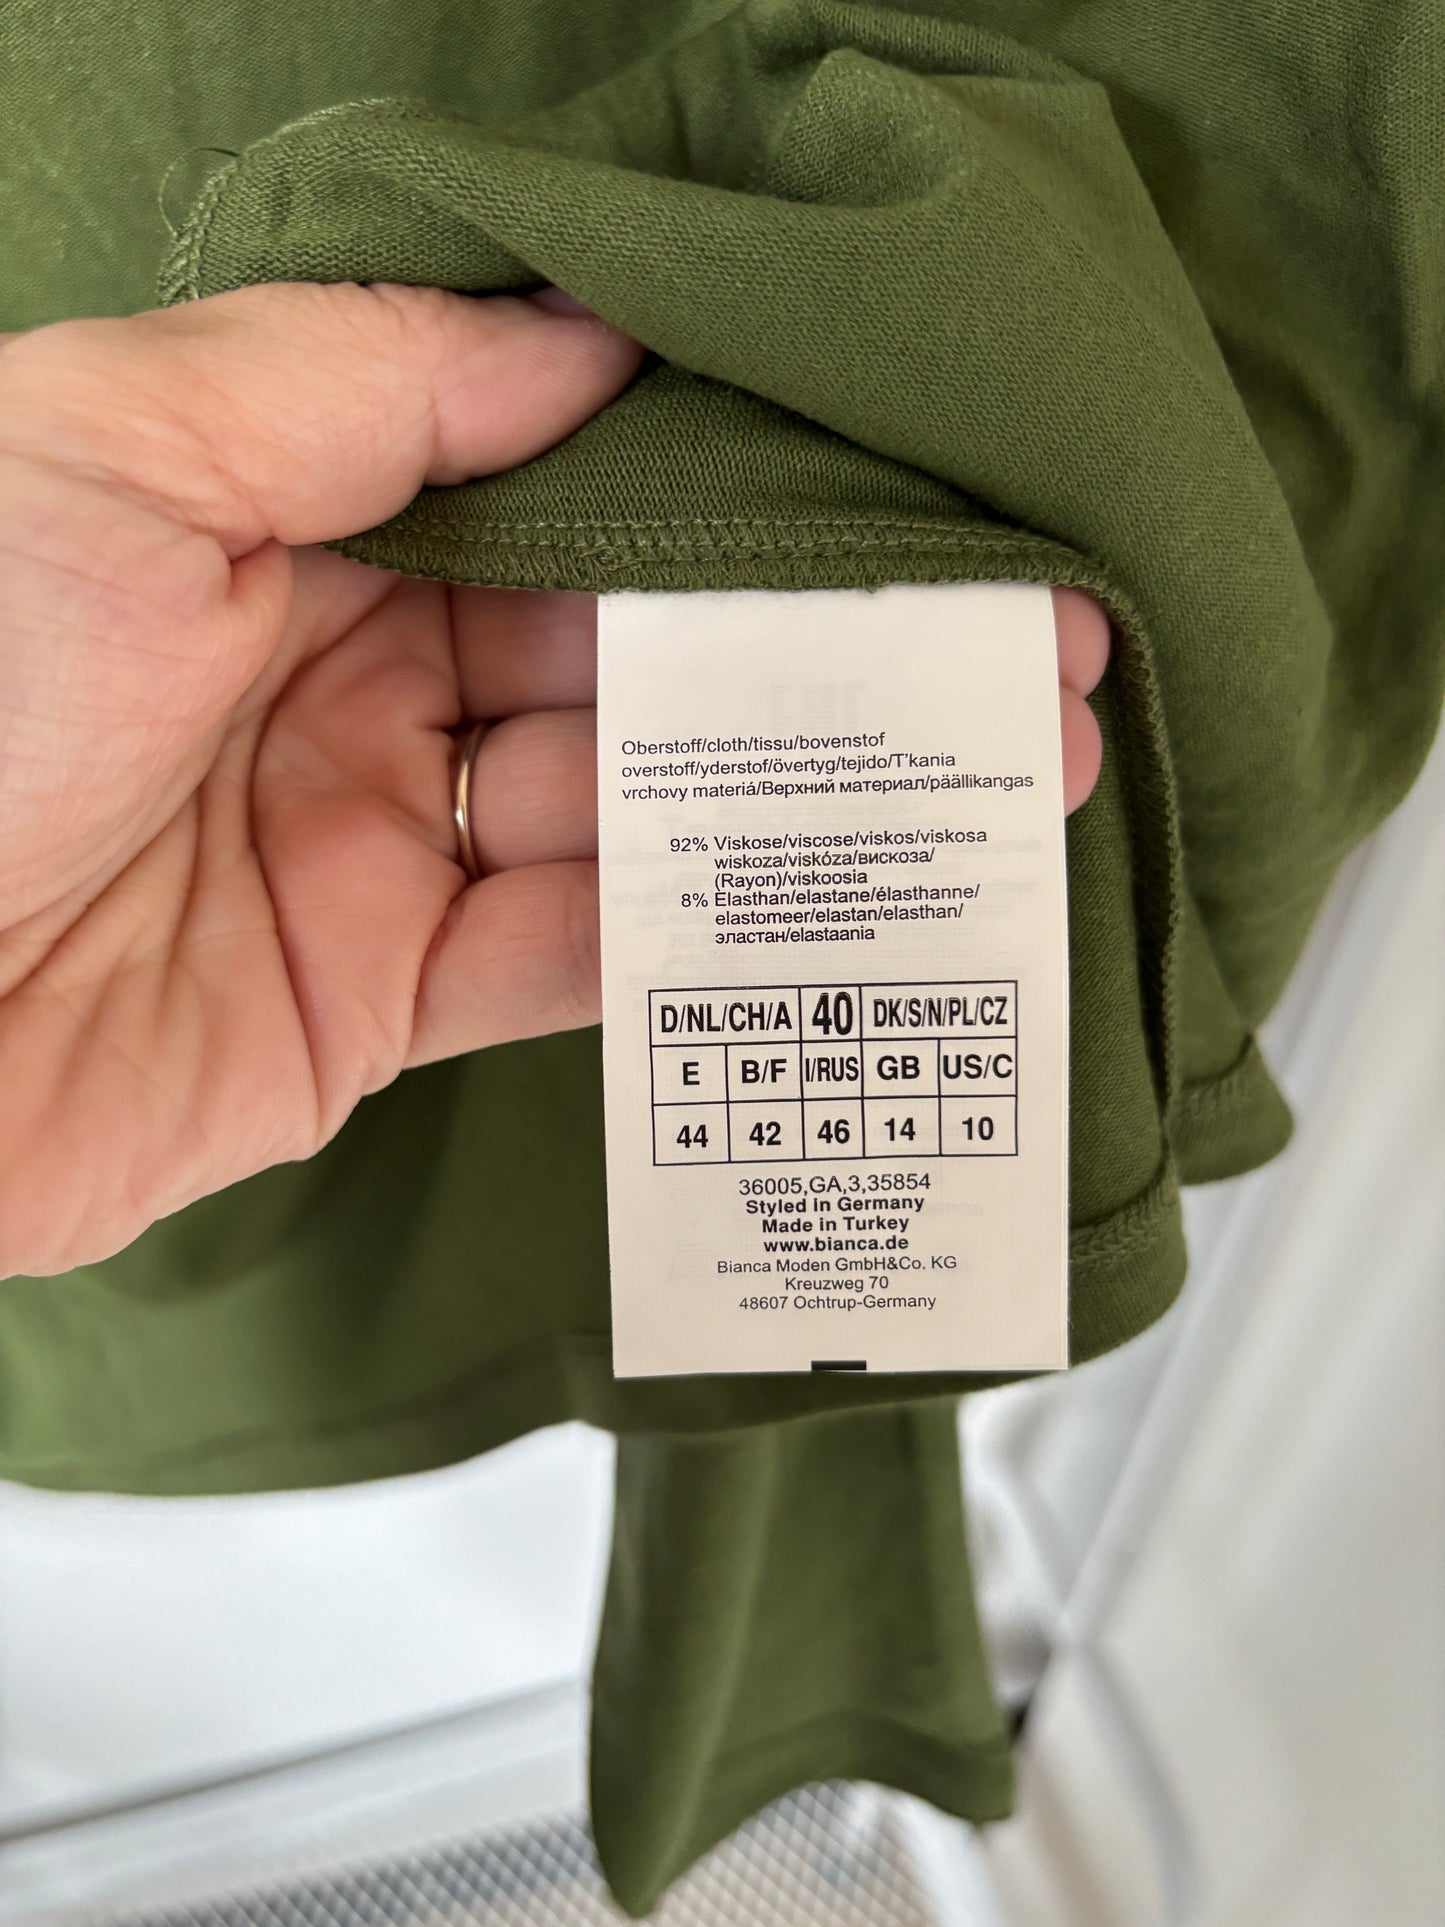 Oberstoff/cloth/tissu/bovenstof
overstoff/yderstof/övertyg/tejido/T'kania
vrchovy materiá/Верхний материал/päällikangas
92% Viskose/viscose/viskos/viskosa
wiskoza/viskóza/вискоза/
(Rayon)/viskoosia
8% Elasthan/elastane/élasthanne/
elastomeer/elastan/elasthan/
эластан/elastaania
D/NL/CH/A 40 DK/S/N/PL/CZ
E B/F I/RUS GB US/C
44 42 46 14 10
36005,GA,3,35854
Styled in Germany
Made in Turkey
www.bianca.de
Bianca Moden GmbH&Co. KG
Kreuzweg 70
48607 Ochtrup-Germany